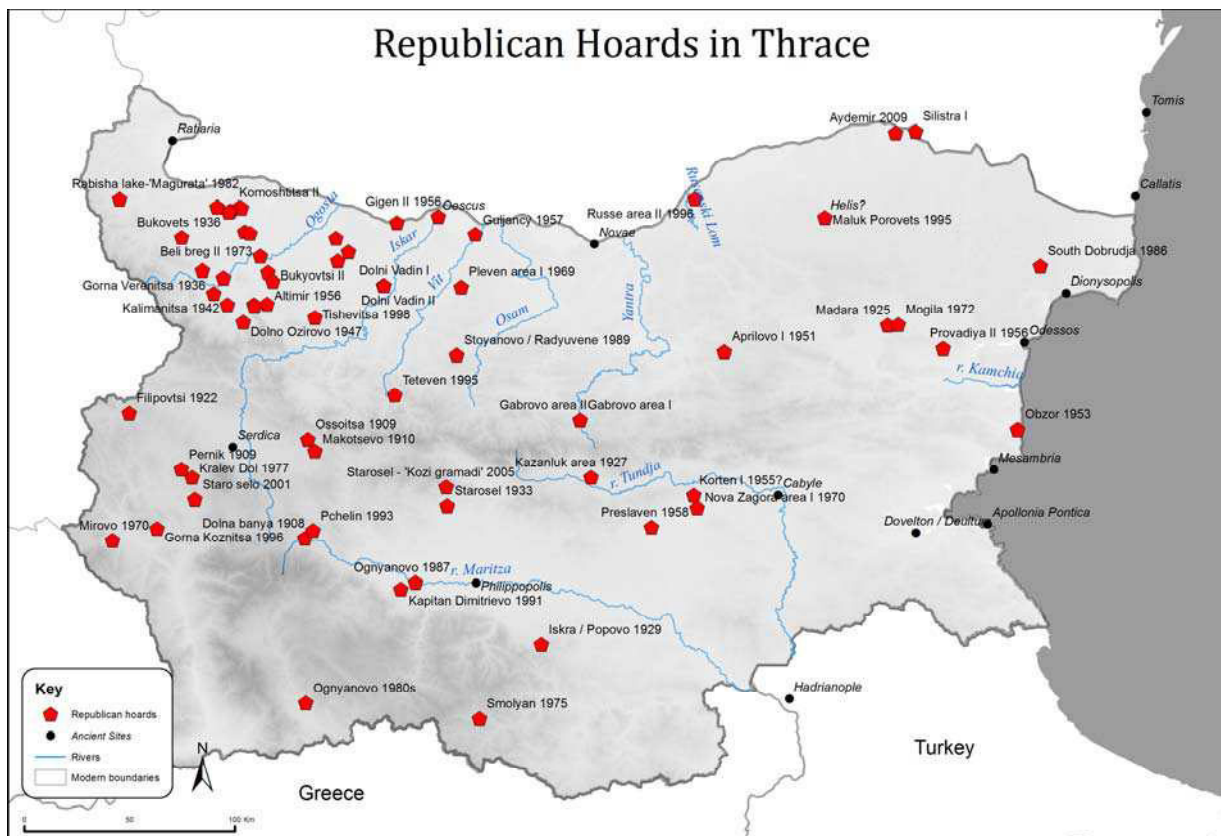 Republican Hoards in Thrace
Tomis
Aydemir 2009
Silistra I
Ratiaria
Rabisha lake-'Magurata' 1982
Komoshtitsa II
Callatis
Bukovets 1936
Ogosta
Gigen II 1956
Oescus
Guljancy 1957
Russe area II 1996
Rusenski Lom
Helis?
Maluk Porovets 1995
Novae
Iskar
Beli breg II 1973
South Dobrudja 1986
Gorna Verenitsa 1936
Bukyovtsi II
Dolni Vadin I
Vit
Pleven area I 1969
Dionysopolis
Kalimanitsa 1942
Altimir 1956
Dolni Vadin II
Tishevitsa 1998
Osam
Yantra
Madara 1925
Mogila 1972
Dolno Ozirovo 1947
Stoyanovo / Radyuvene 1989
Aprilovo I 1951
Provadiya II 1956
Odessos
r. Kamchia
Teteven 1995
Filipovtsi 1922
Gabrovo area II
Gabrovo area I
Obzor 1953
Ossoitsa 1909
Serdica
Makotsevo 1910
Pernik 1909
Kralev Dol 1977
Starosel - 'Kozi gramadi' 2005
Kazanluk area 1927
r. Tundja
Mesambria
Staro selo 2001
Starosel 1933
Korten I 1955?
Cabyle
Nova Zagora area I 1970
Mirovo 1970
Dolna banya 1908
Pchelin 1993
Preslaven 1958
Dovelton / Deultum
Apollonia Pontica
Gorna Koznitsa 1996
Ognyanovo 1987
r. Maritza
Philippopolis
Kapitan Dimitrievo 1991
Iskra / Popovo 1929
Ognyanovo 1980s
Smolyan 1975
Hadrianople
Key
Republican hoards
Ancient Sites
Rivers
Modern boundaries
N
Greece
Turkey
0 50 100 Km